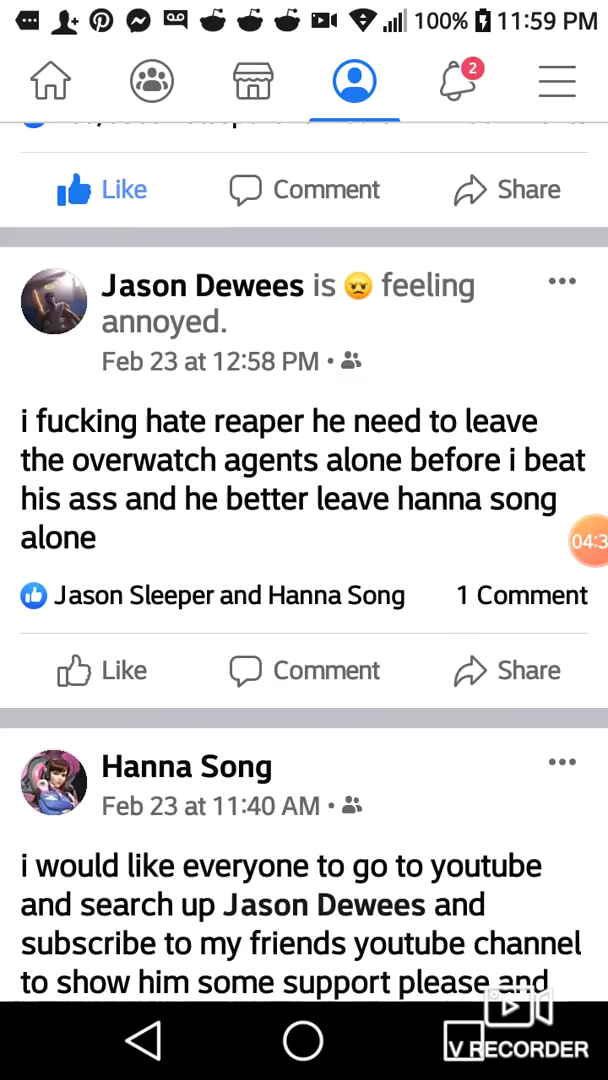 100% 11:59 PM
2
Like Comment Share
Jason Dewees is feeling
annoyed.
Feb 23 at 12:58 PM •
i fucking hate reaper he need to leave
the overwatch agents alone before i beat
his ass and he better leave hanna song
alone
04:3
Jason Sleeper and Hanna Song 1 Comment
Like Comment Share
Hanna Song
Feb 23 at 11:40 AM •
i would like everyone to go to youtube
and search up Jason Dewees and
subscribe to my friends youtube channel
to show him some support please and
V RECORDER